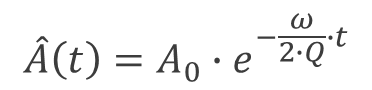 Â(t) = A₀ · e^(−ω/(2·Q)·t)